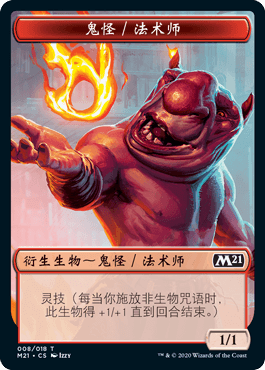 鬼怪／法术师
衍生生物～鬼怪／法术师
M21
灵技（每当你施放非生物咒语时，
此生物得+1/+1直到回合结束。）
1/1
008/018 T
M21 • CS Izzy
™ & © 2020 Wizards of the Coast